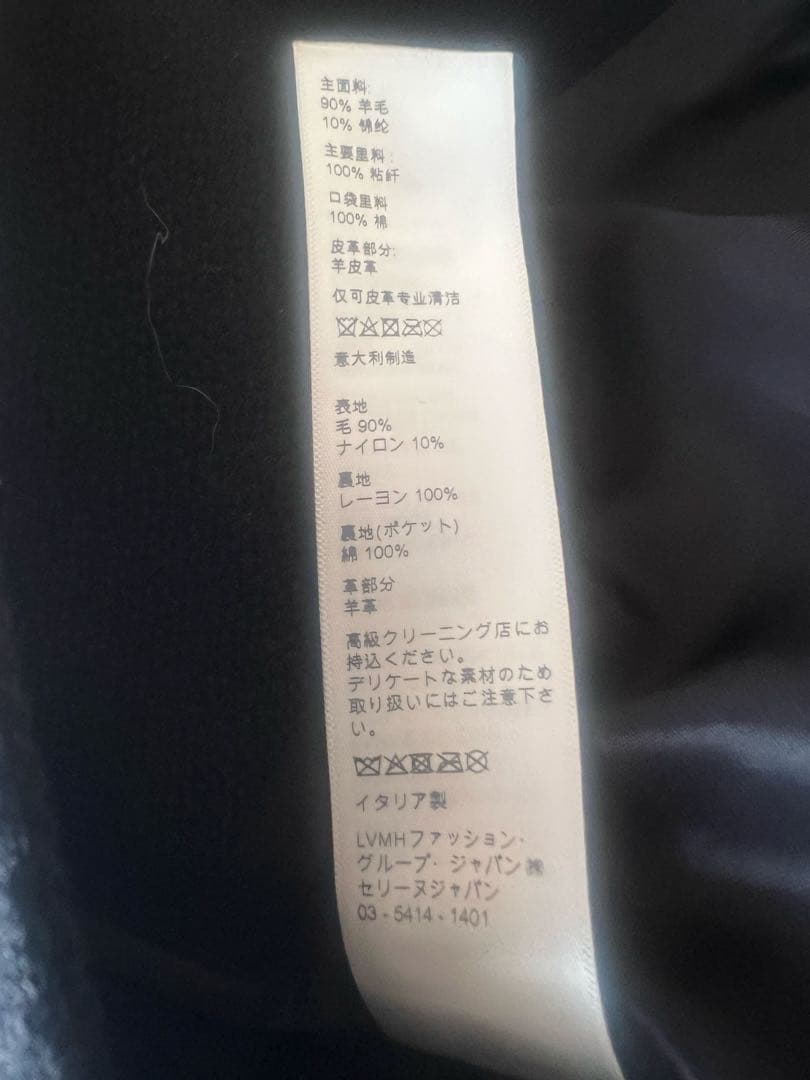 主面料:
90% 羊毛
10% 锦纶
主要里料:
100% 粘纤
口袋里料
100% 棉
皮革部分:
羊皮革
仅可皮革专业清洁
意大利制造
表地
毛 90%
ナイロン 10%
裏地
レーヨン 100%
裏地(ポケット)
綿 100%
革部分
羊革
高級クリーニング店にお
持込ください。
デリケートな素材のため
取り扱いにはご注意下さ
い。
イタリア製
LVMHファッション・
グループ・ジャパン㈱
セリーヌジャパン
03 - 5414 - 1401